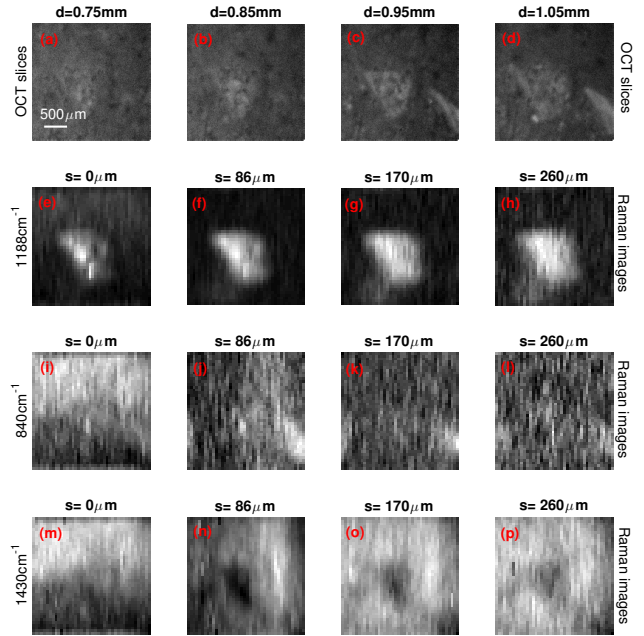 d=0.75mm d=0.85mm d=0.95mm d=1.05mm
OCT slices (a) (b) (c) (d) OCT slices
500μm
s= 0μm s= 86μm s= 170μm s= 260μm
1188cm⁻¹ (e) (f) (g) (h) Raman images
s= 0μm s= 86μm s= 170μm s= 260μm
840cm⁻¹ (i) (j) (k) (l) Raman images
s= 0μm s= 86μm s= 170μm s= 260μm
1430cm⁻¹ (m) (n) (o) (p) Raman images